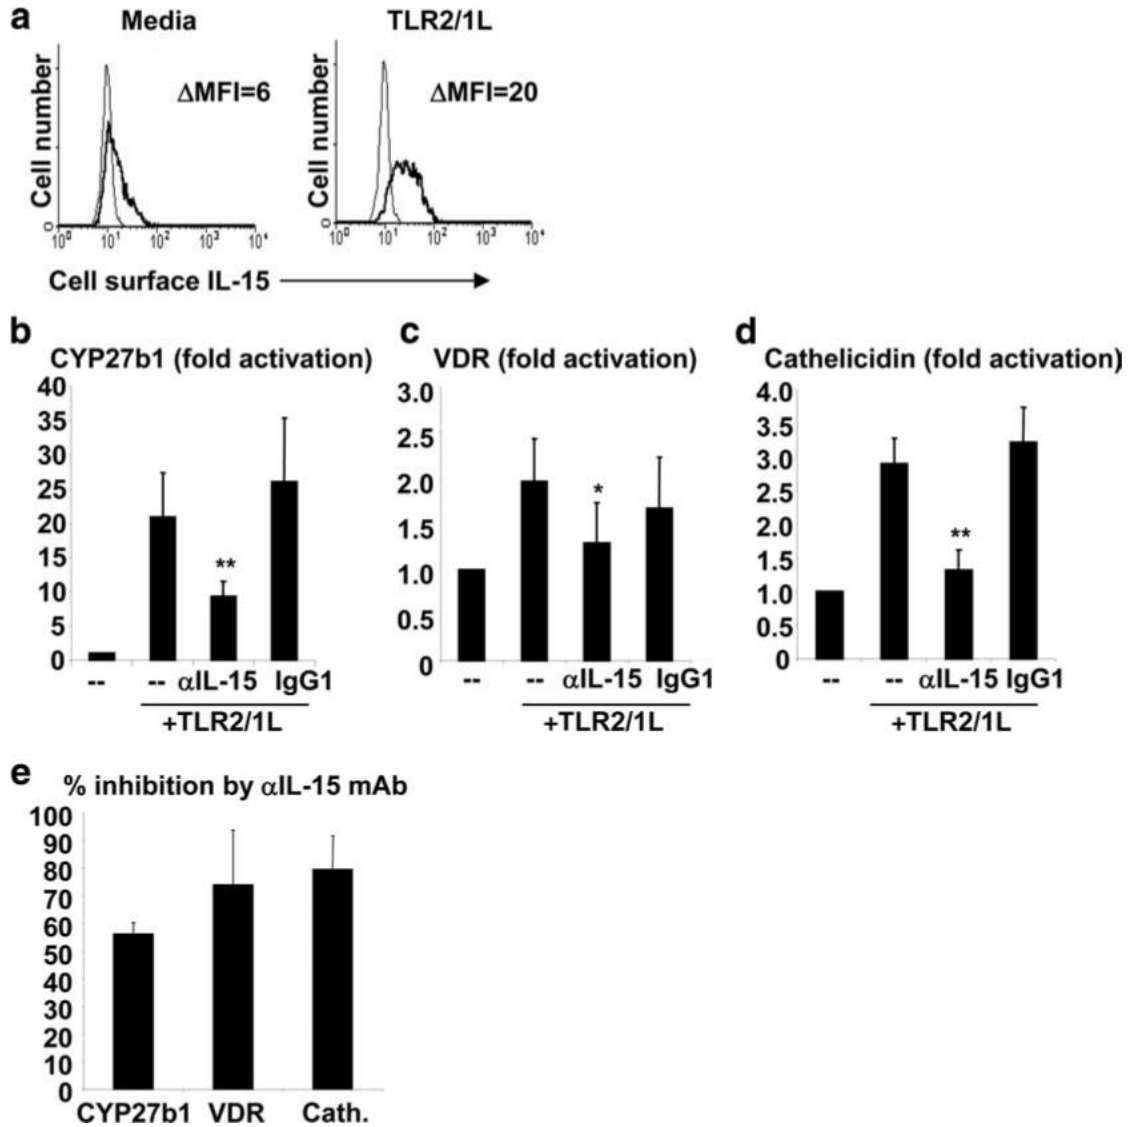 a
Media
TLR2/1L
ΔMFI=6
ΔMFI=20
Cell number
Cell number
0
10⁰ 10¹ 10² 10³ 10⁴
0
10⁰ 10¹ 10² 10³ 10⁴
Cell surface IL-15
b
CYP27b1 (fold activation)
40
35
30
25
20
15
10
5
0
**
-- -- αIL-15 IgG1
+TLR2/1L
c
VDR (fold activation)
3.0
2.5
2.0
1.5
1.0
0.5
0
*
-- -- αIL-15 IgG1
+TLR2/1L
d
Cathelicidin (fold activation)
4.0
3.5
3.0
2.5
2.0
1.5
1.0
0.5
0
**
-- -- αIL-15 IgG1
+TLR2/1L
e
% inhibition by αIL-15 mAb
100
90
80
70
60
50
40
30
20
10
0
CYP27b1 VDR Cath.